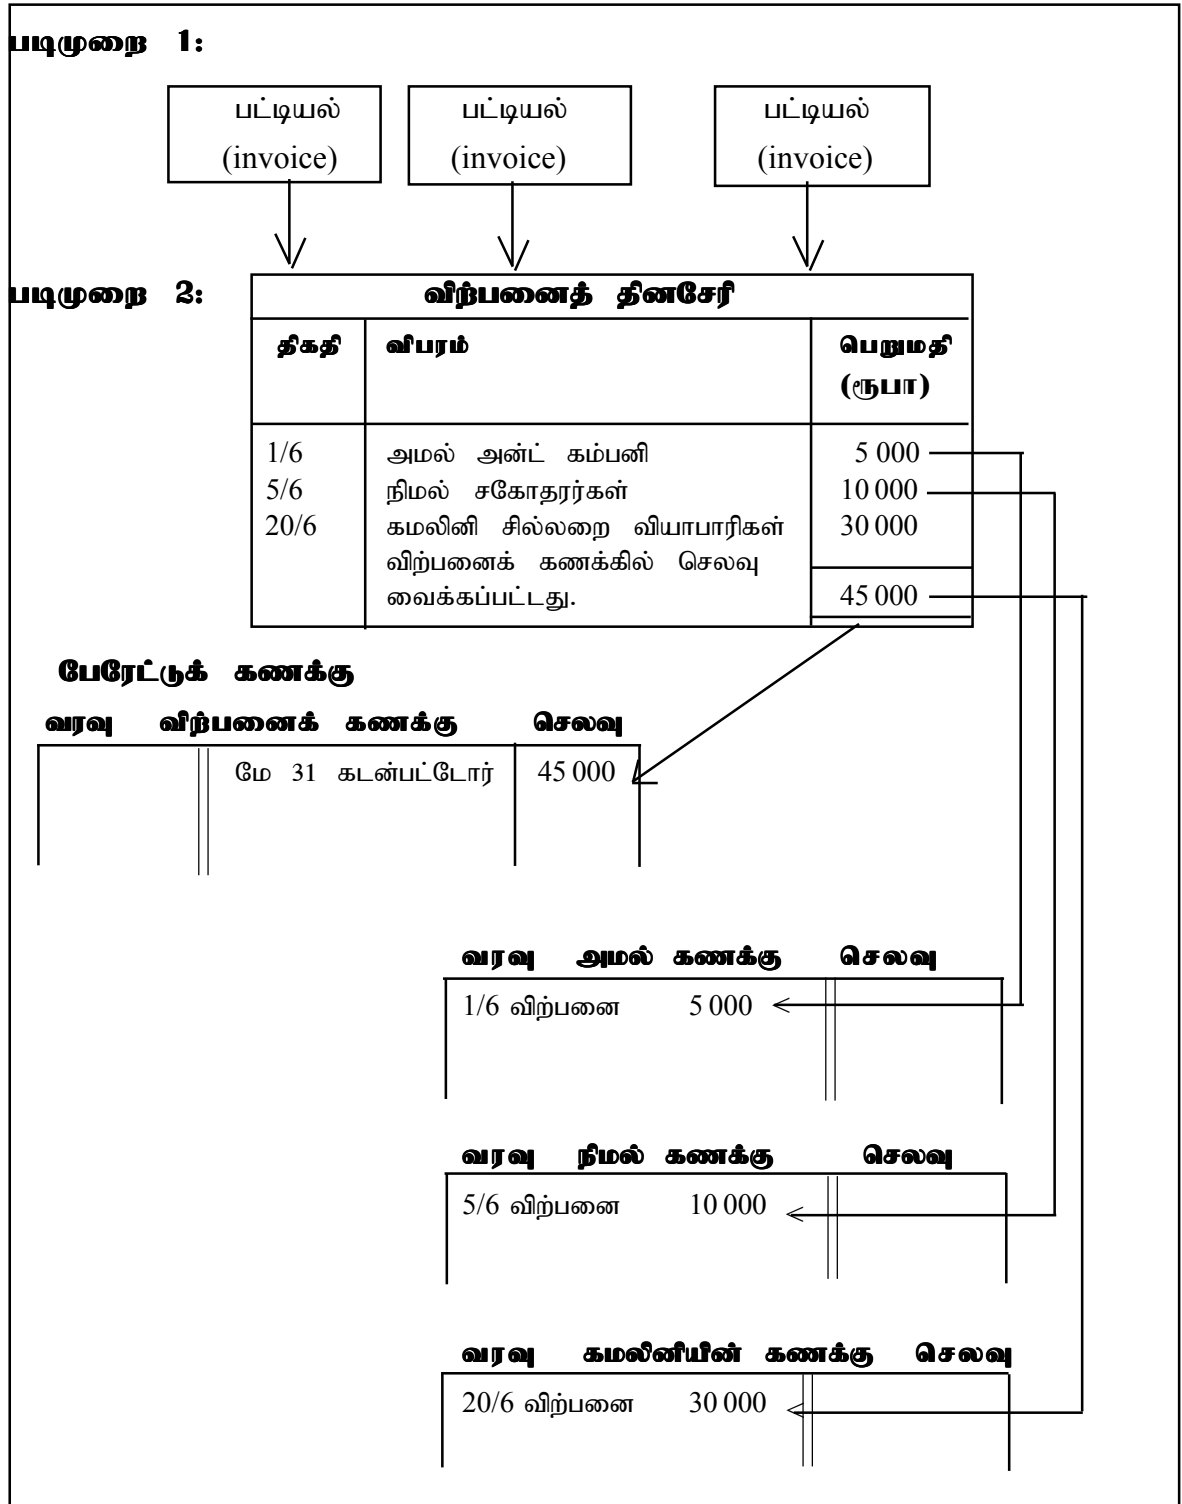 படிமுறை 1:
பட்டியல் பட்டியல் பட்டியல்
(invoice) (invoice) (invoice)
படிமுறை 2: விற்பனைத் தினசேரி
திகதி விபரம் பெறுமதி
(ரூபா)
1/6 அமல் அன்ட் கம்பனி 5 000
5/6 நிமல் சகோதரர்கள் 10 000
20/6 கமலினி சில்லறை வியாபாரிகள் 30 000
விற்பனைக் கணக்கில் செலவு
வைக்கப்பட்டது. 45 000
பேரேட்டுக் கணக்கு
வரவு விற்பனைக் கணக்கு செலவு
மே 31 கடன்பட்டோர் 45 000
வரவு அமல் கணக்கு செலவு
1/6 விற்பனை 5 000
வரவு நிமல் கணக்கு செலவு
5/6 விற்பனை 10 000
வரவு கமலினியின் கணக்கு செலவு
20/6 விற்பனை 30 000